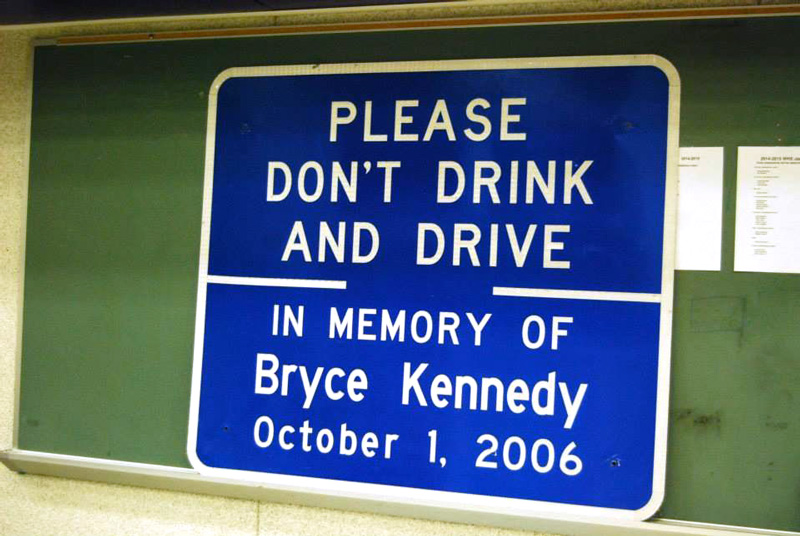 PLEASE
DON'T DRINK
AND DRIVE
IN MEMORY OF
Bryce Kennedy
October 1, 2006